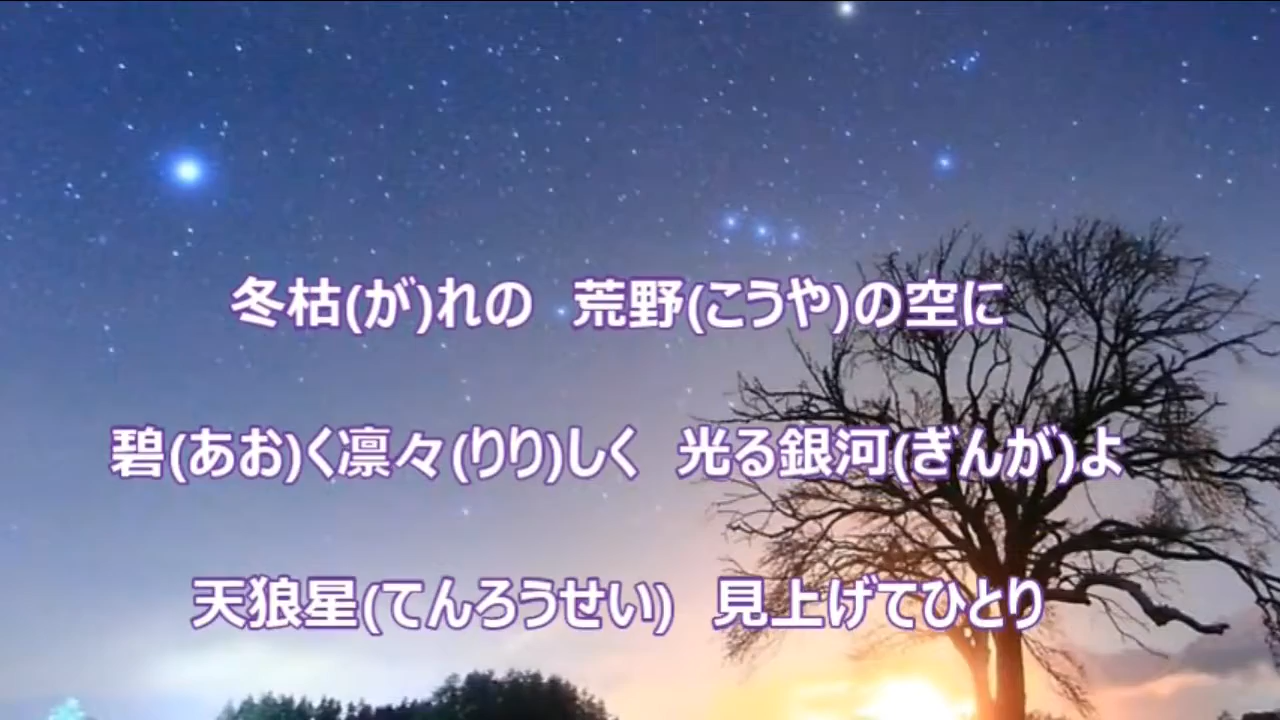 冬枯(が)れの　荒野(こうや)の空に
碧(あお)く凛々(りり)しく　光る銀河(ぎんが)よ
天狼星(てんろうせい)　見上げてひとり